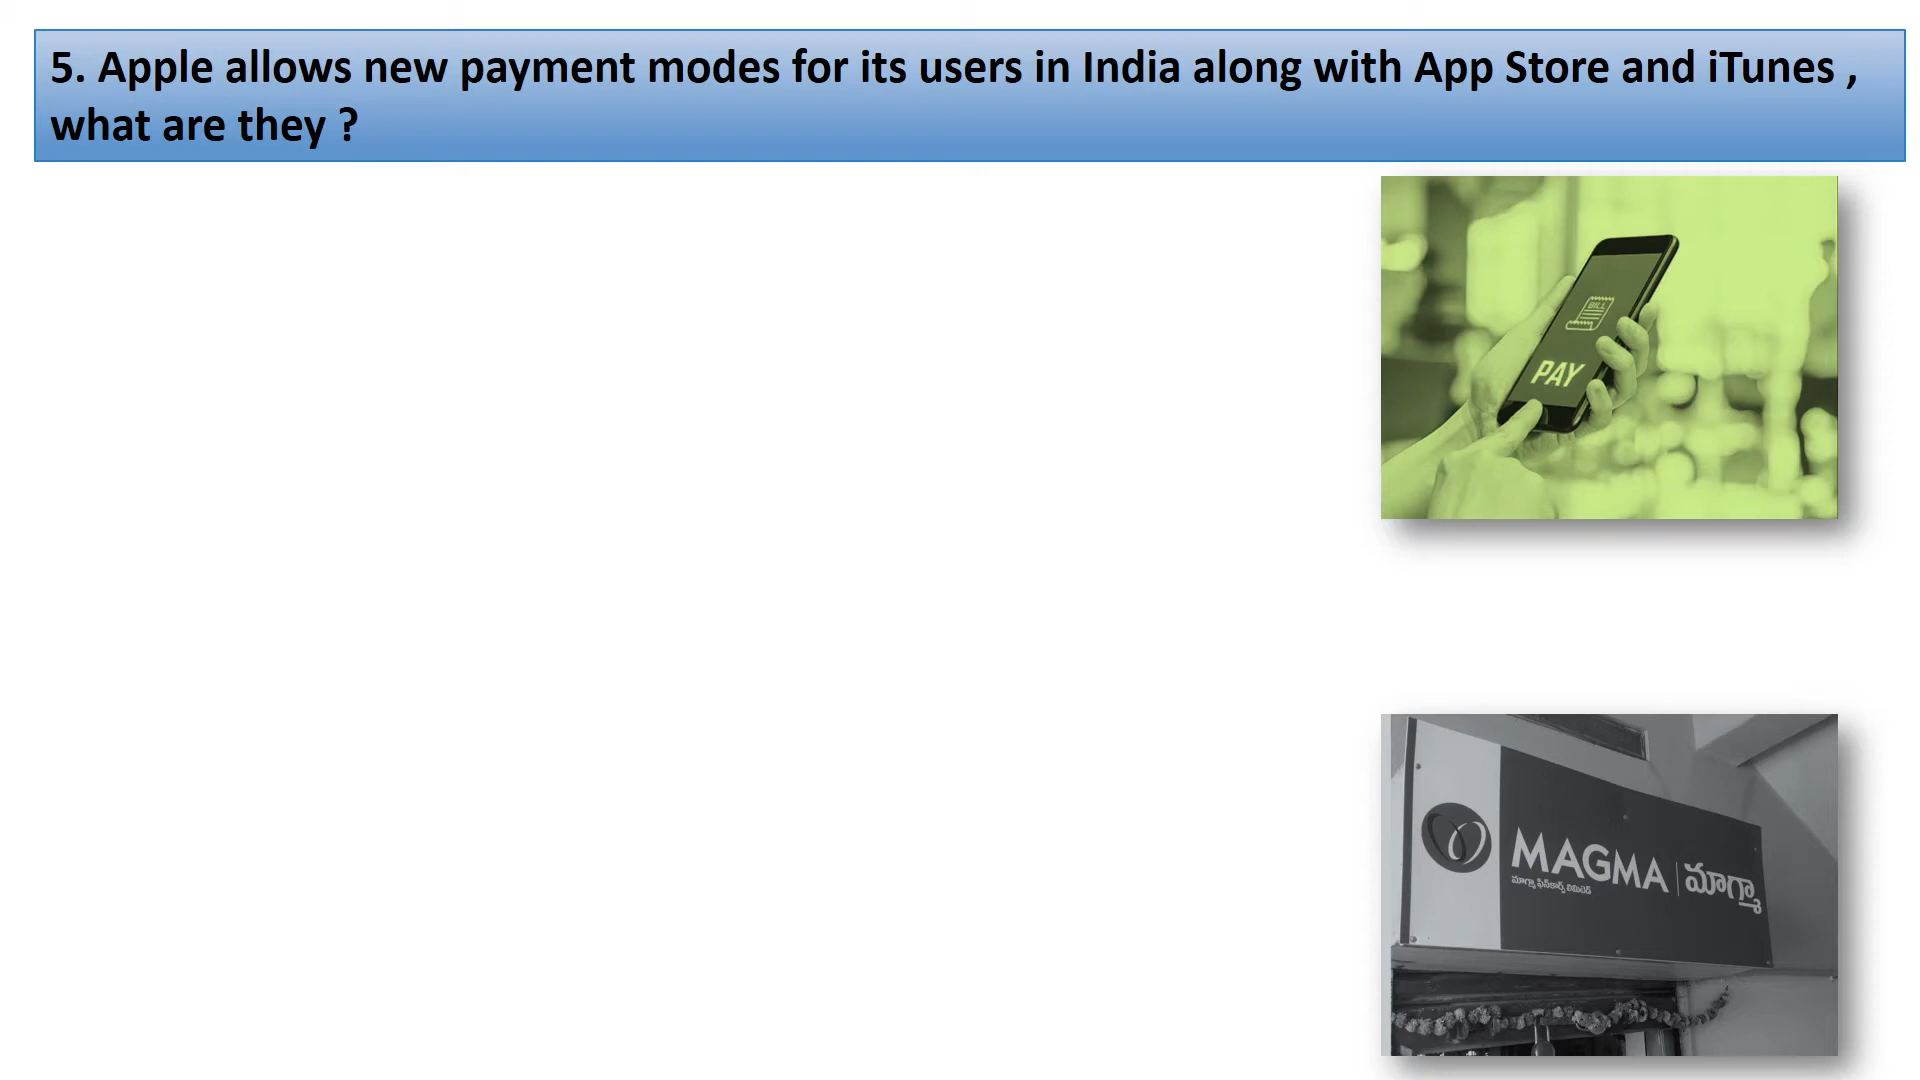 5. Apple allows new payment modes for its users in India along with App Store and iTunes ,
what are they ?
BILL
PAY
MAGMA | మాగ్మా
మాగ్మా ఫిన్‌కార్ప్ లిమిటెడ్